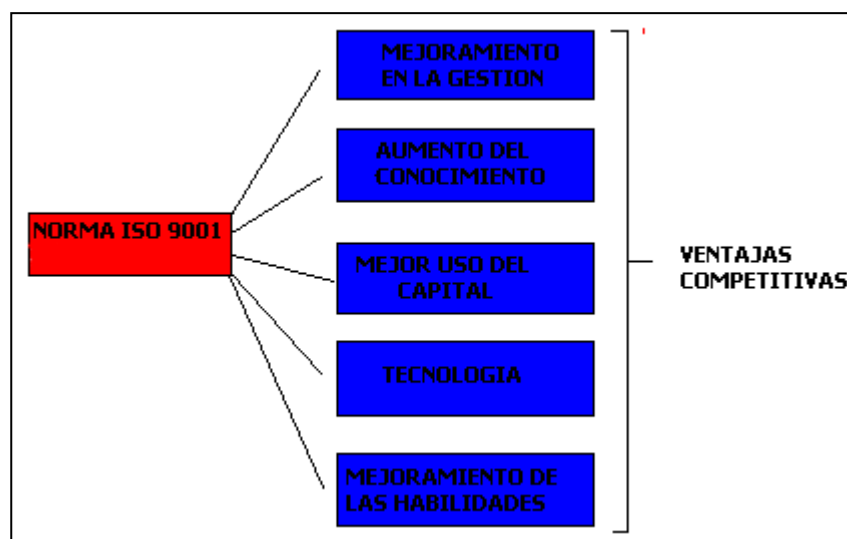 MEJORAMIENTO
EN LA GESTION
AUMENTO DEL
CONOCIMIENTO
NORMA ISO 9001
MEJOR USO DEL
CAPITAL
VENTAJAS
COMPETITIVAS
TECNOLOGIA
MEJORAMIENTO DE
LAS HABILIDADES